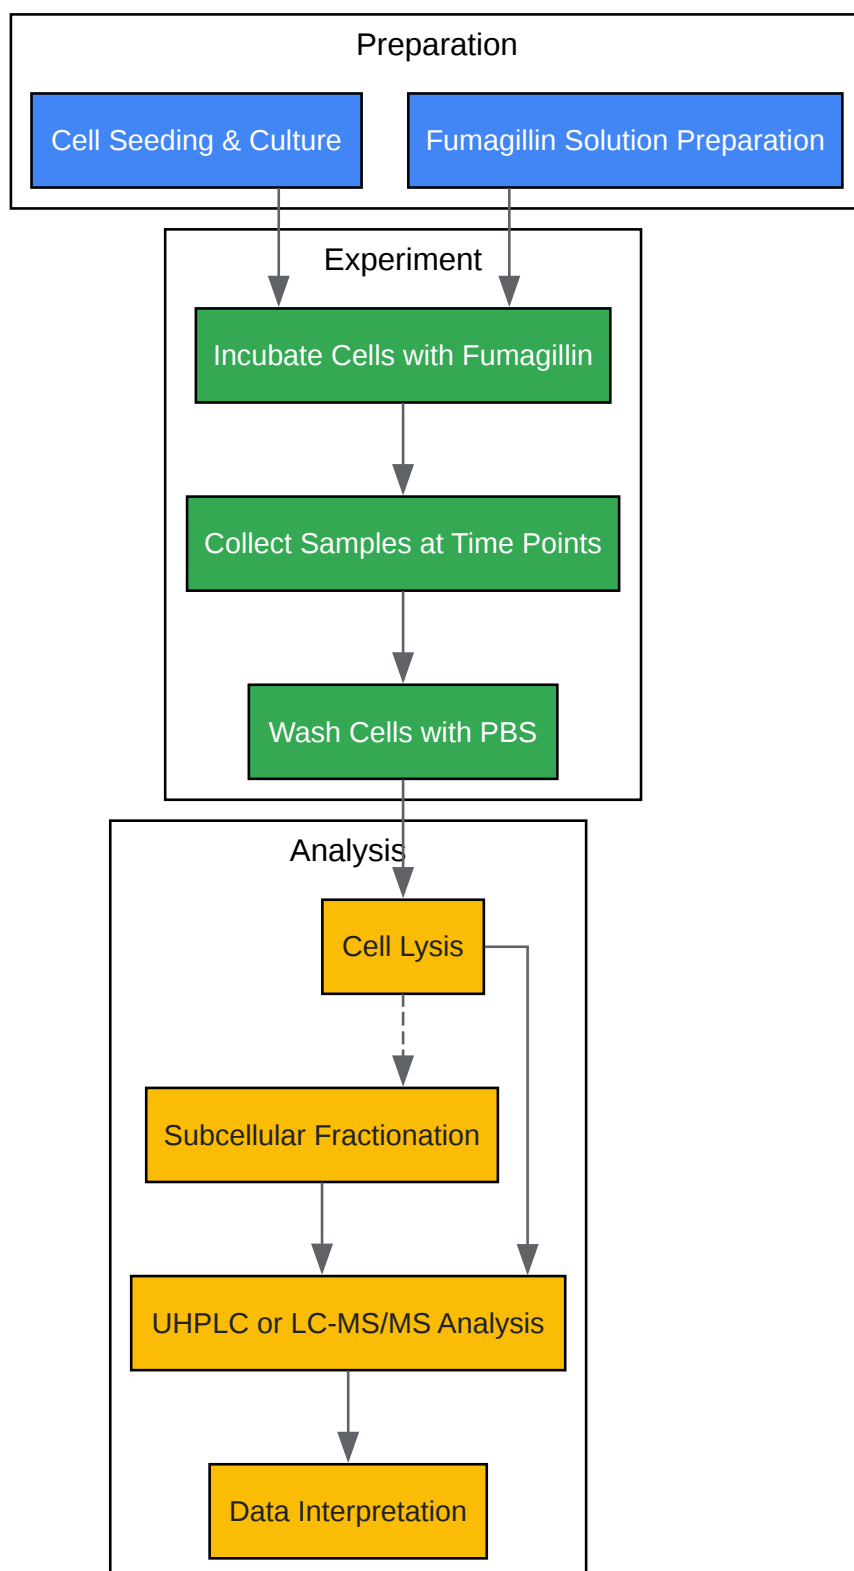 Preparation
Cell Seeding & Culture
Fumagillin Solution Preparation
Experiment
Incubate Cells with Fumagillin
Collect Samples at Time Points
Wash Cells with PBS
Analysis
Cell Lysis
Subcellular Fractionation
UHPLC or LC-MS/MS Analysis
Data Interpretation